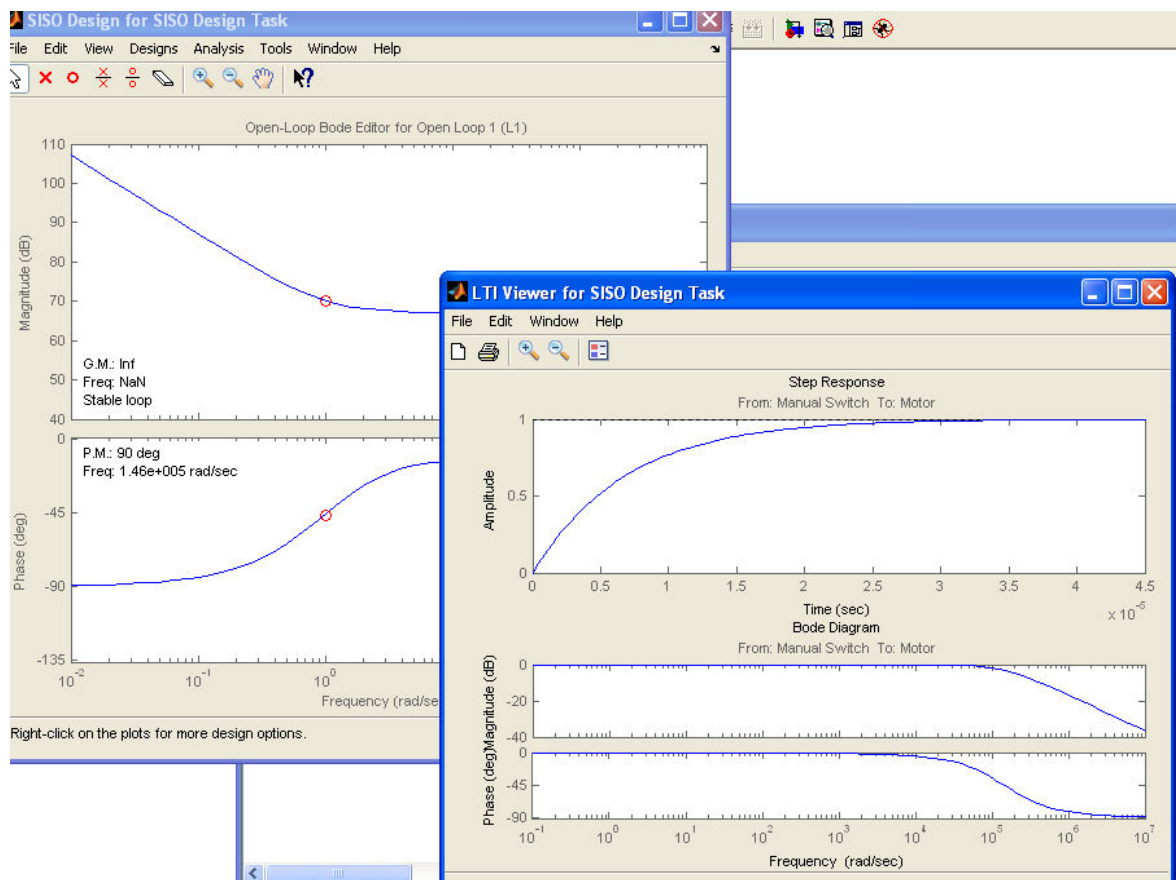 SISO Design for SISO Design Task
File Edit View Designs Analysis Tools Window Help
Open-Loop Bode Editor for Open Loop 1 (L1)
110
100
90
80
70
60
50
40
Magnitude (dB)
G.M.: Inf
Freq: NaN
Stable loop
0
-45
-90
-135
Phase (deg)
P.M.: 90 deg
Freq: 1.46e+005 rad/sec
10^-2 10^-1 10^0
Frequency (rad/se
Right-click on the plots for more design options.
LTI Viewer for SISO Design Task
File Edit Window Help
Step Response
From: Manual Switch To: Motor
1
0.5
0
Amplitude
0 0.5 1 1.5 2 2.5 3 3.5 4 4.5
Time (sec)
x 10^-5
Bode Diagram
From: Manual Switch To: Motor
0
-20
-40
Magnitude (dB)
0
-45
-90
Phase (deg)
10^-1 10^0 10^1 10^2 10^3 10^4 10^5 10^6 10^7
Frequency (rad/sec)